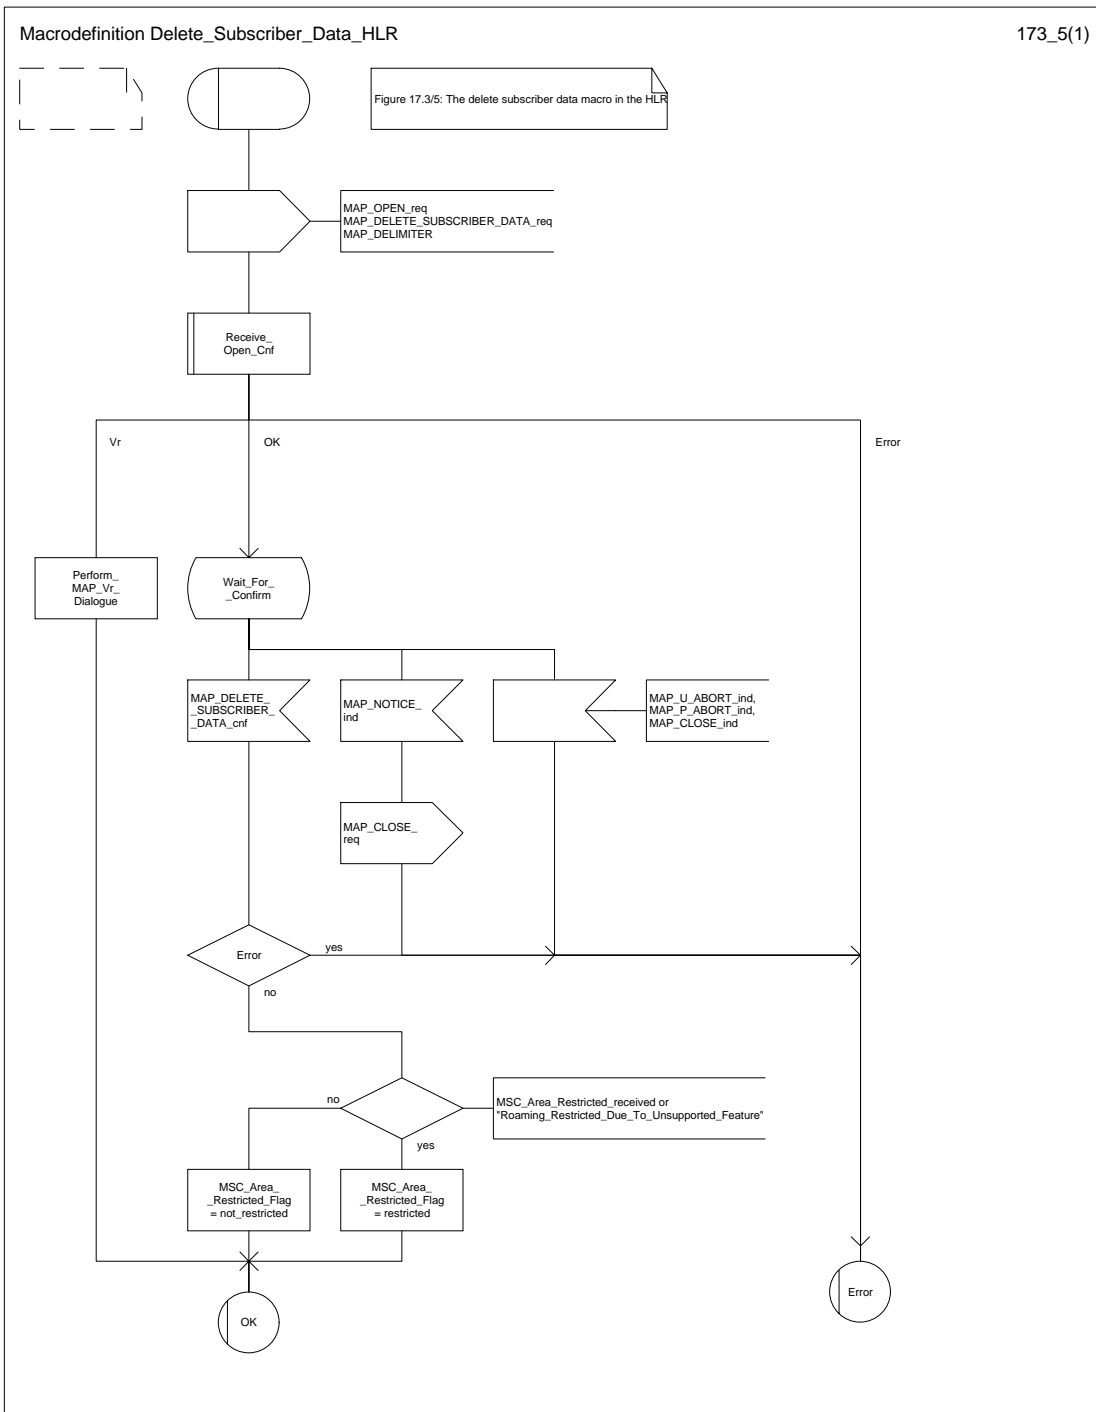 Macrodefinition Delete_Subscriber_Data_HLR
173_5(1)
Figure 17.3/5: The delete subscriber data macro in the HLR
MAP_OPEN_req
MAP_DELETE_SUBSCRIBER_DATA_req
MAP_DELIMITER
Receive_
Open_Cnf
Vr
OK
Error
Perform_
MAP_Vr_
Dialogue
Wait_For_
_Confirm
MAP_DELETE_
_SUBSCRIBER_
_DATA_cnf
MAP_NOTICE_
ind
MAP_U_ABORT_ind,
MAP_P_ABORT_ind,
MAP_CLOSE_ind
MAP_CLOSE_
req
Error
yes
no
no
MSC_Area_Restricted_received or
"Roaming_Restricted_Due_To_Unsupported_Feature"
yes
MSC_Area_
_Restricted_Flag
= not_restricted
MSC_Area_
_Restricted_Flag
= restricted
OK
Error